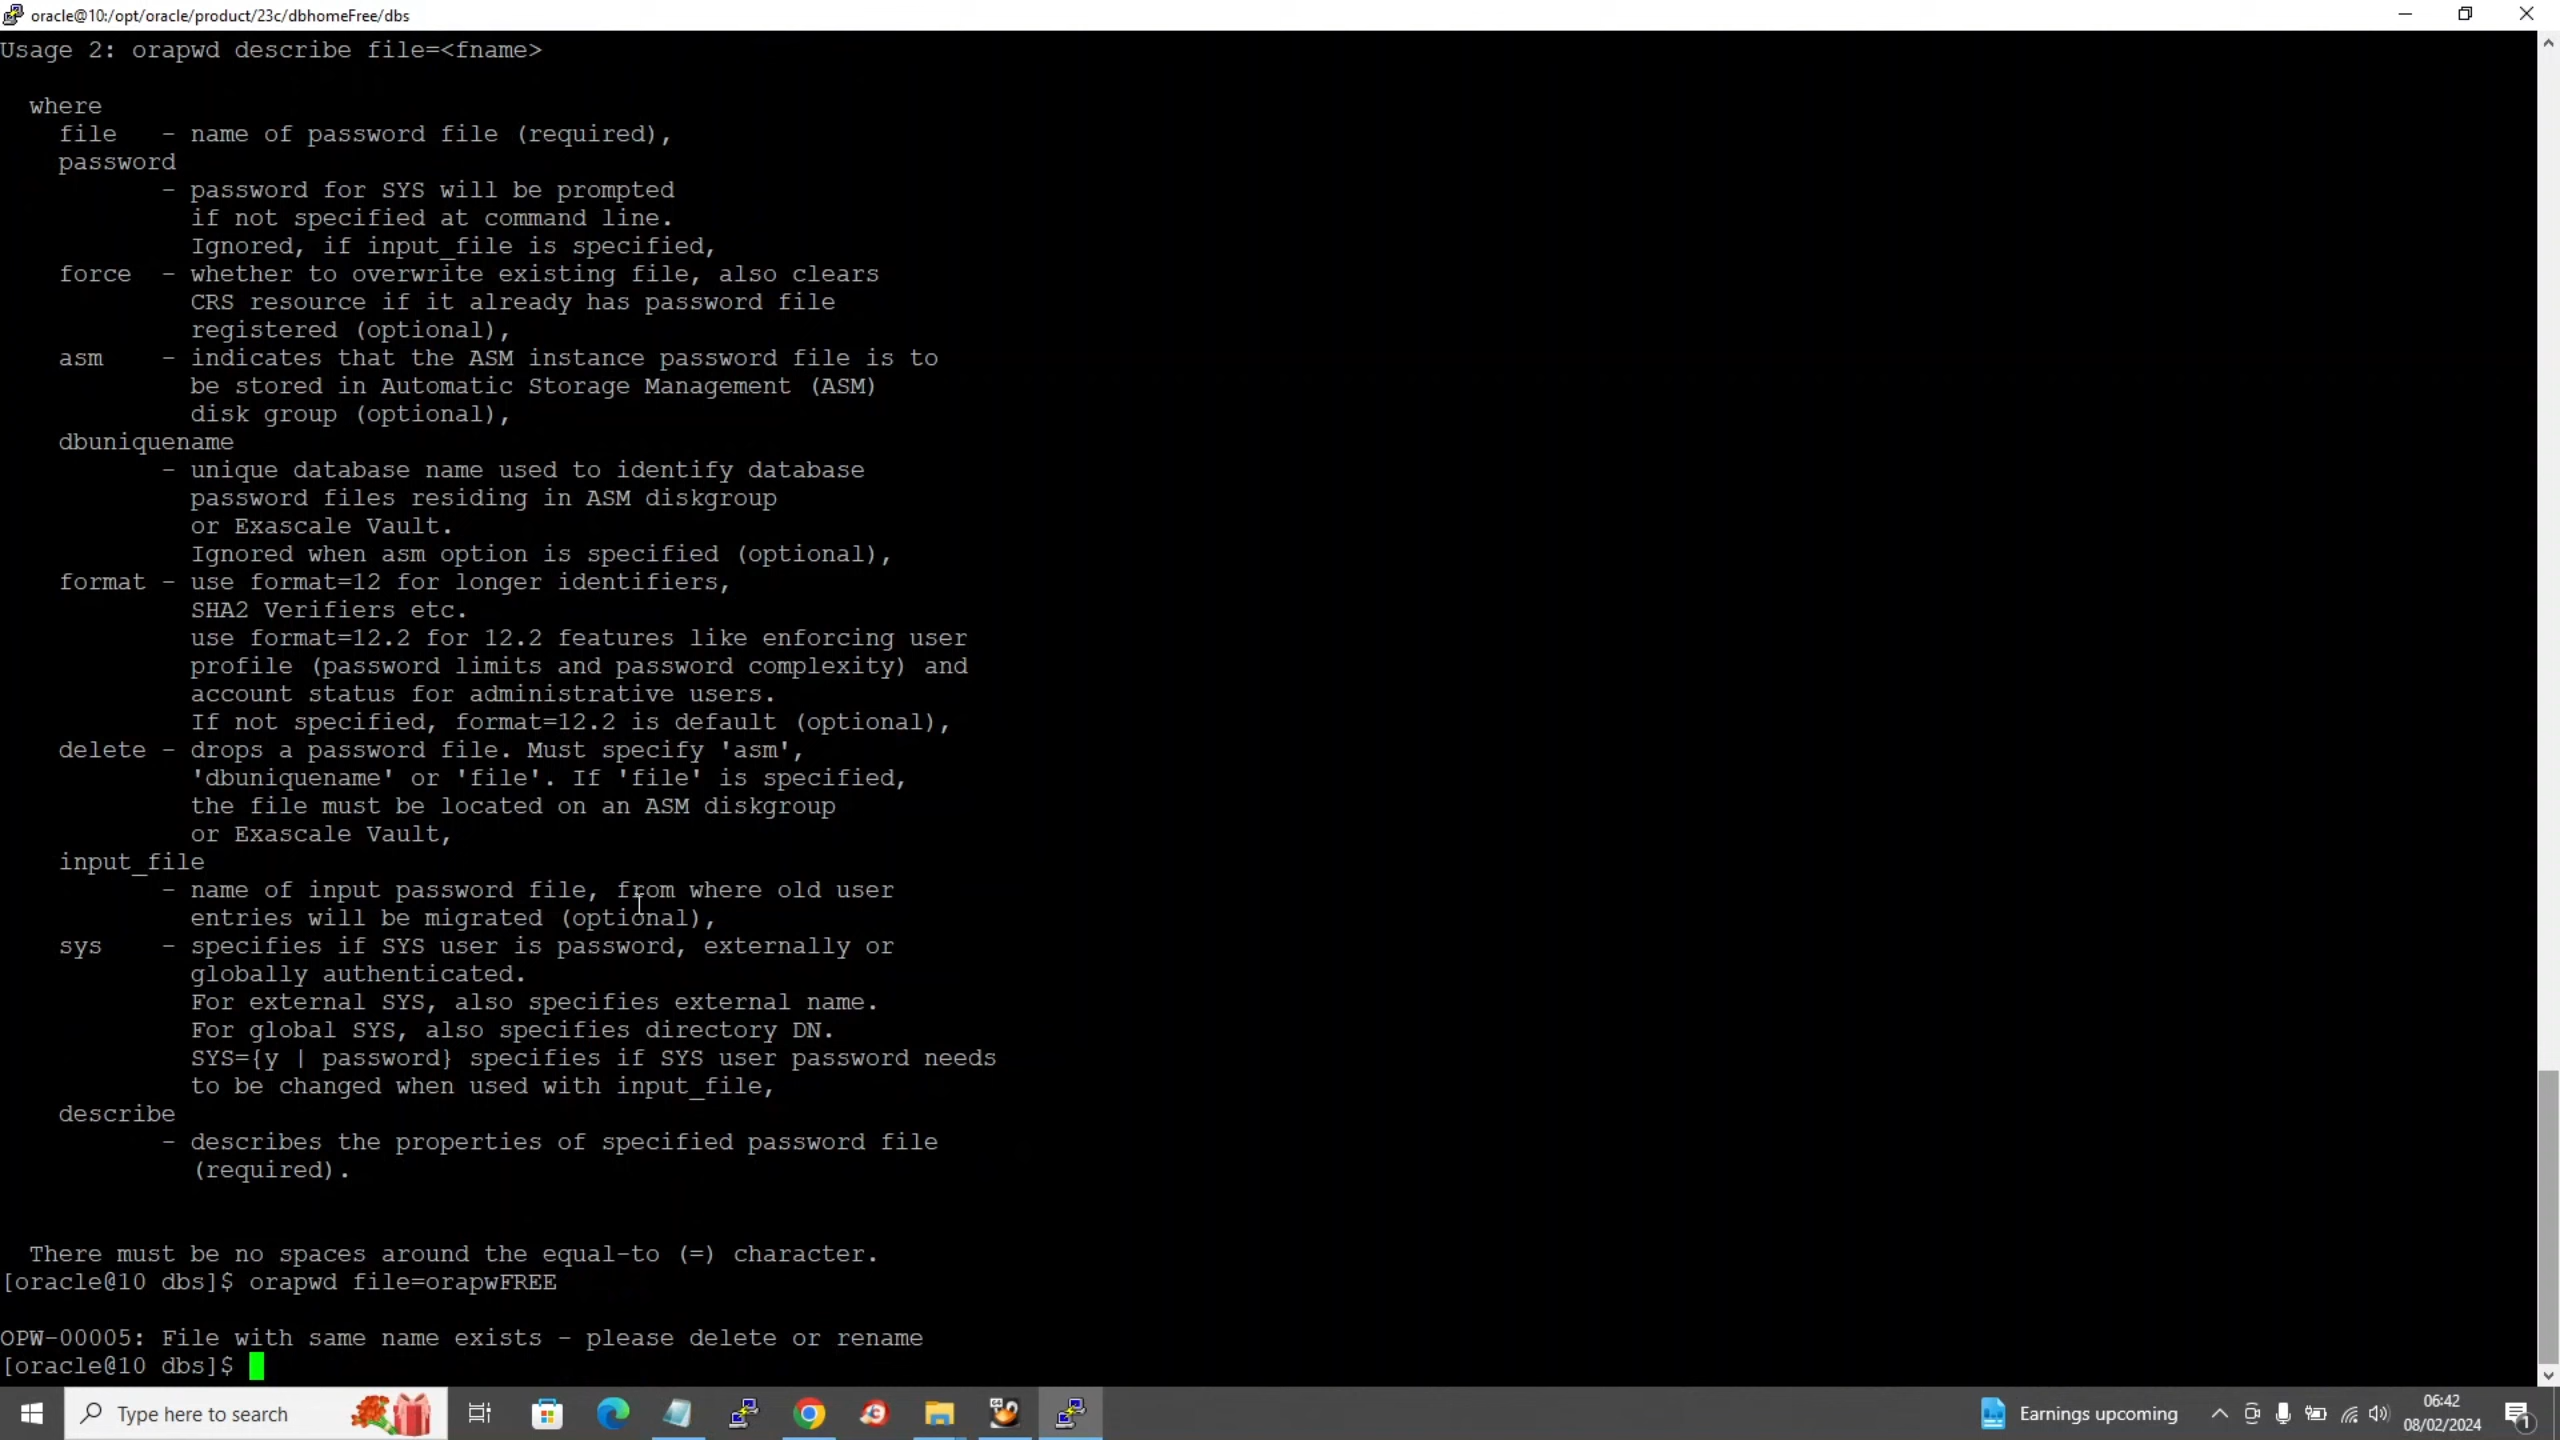 oracle@10:/opt/oracle/product/23c/dbhomeFree/dbs
Usage 2: orapwd describe file=<fname>
where
file - name of password file (required),
password
- password for SYS will be prompted
if not specified at command line.
Ignored, if input_file is specified,
force - whether to overwrite existing file, also clears
CRS resource if it already has password file
registered (optional),
asm - indicates that the ASM instance password file is to
be stored in Automatic Storage Management (ASM)
disk group (optional),
dbuniquename
- unique database name used to identify database
password files residing in ASM diskgroup
or Exascale Vault.
Ignored when asm option is specified (optional),
format - use format=12 for longer identifiers,
SHA2 Verifiers etc.
use format=12.2 for 12.2 features like enforcing user
profile (password limits and password complexity) and
account status for administrative users.
If not specified, format=12.2 is default (optional),
delete - drops a password file. Must specify 'asm',
'dbuniquename' or 'file'. If 'file' is specified,
the file must be located on an ASM diskgroup
or Exascale Vault,
input_file
- name of input password file, from where old user
entries will be migrated (optional),
sys - specifies if SYS user is password, externally or
globally authenticated.
For external SYS, also specifies external name.
For global SYS, also specifies directory DN.
SYS={y | password} specifies if SYS user password needs
to be changed when used with input_file,
describe
- describes the properties of specified password file
(required).
There must be no spaces around the equal-to (=) character.
[oracle@10 dbs]$ orapwd file=orapwFREE
OPW-00005: File with same name exists - please delete or rename
[oracle@10 dbs]$
Type here to search
Earnings upcoming
06:42
08/02/2024
1